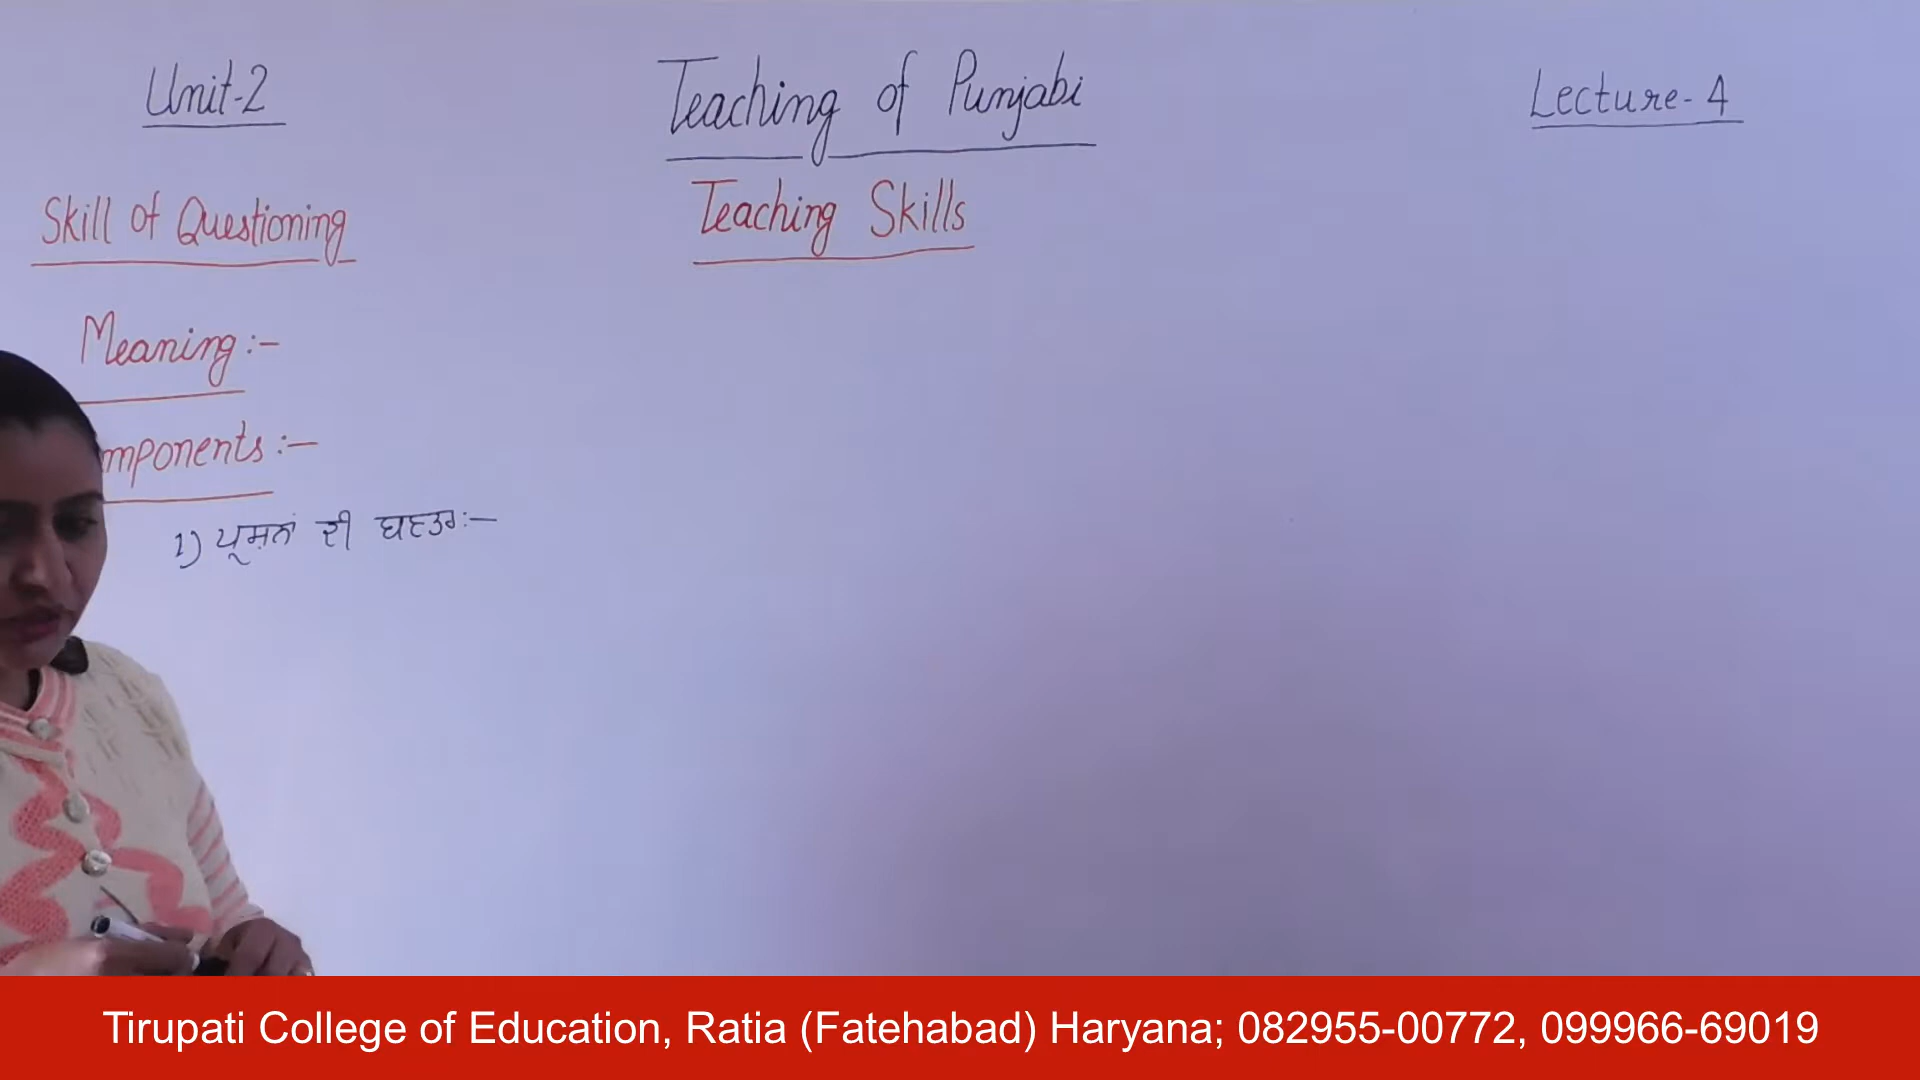 Unit-2
Teaching of Punjabi
Lecture-4
Teaching Skills
Skill of Questioning
Meaning:-
mponents:-
1) ਪ੍ਰਸ਼ਨਾਂ ਦੀ ਬਣਤਰ:-
Tirupati College of Education, Ratia (Fatehabad) Haryana; 082955-00772, 099966-69019